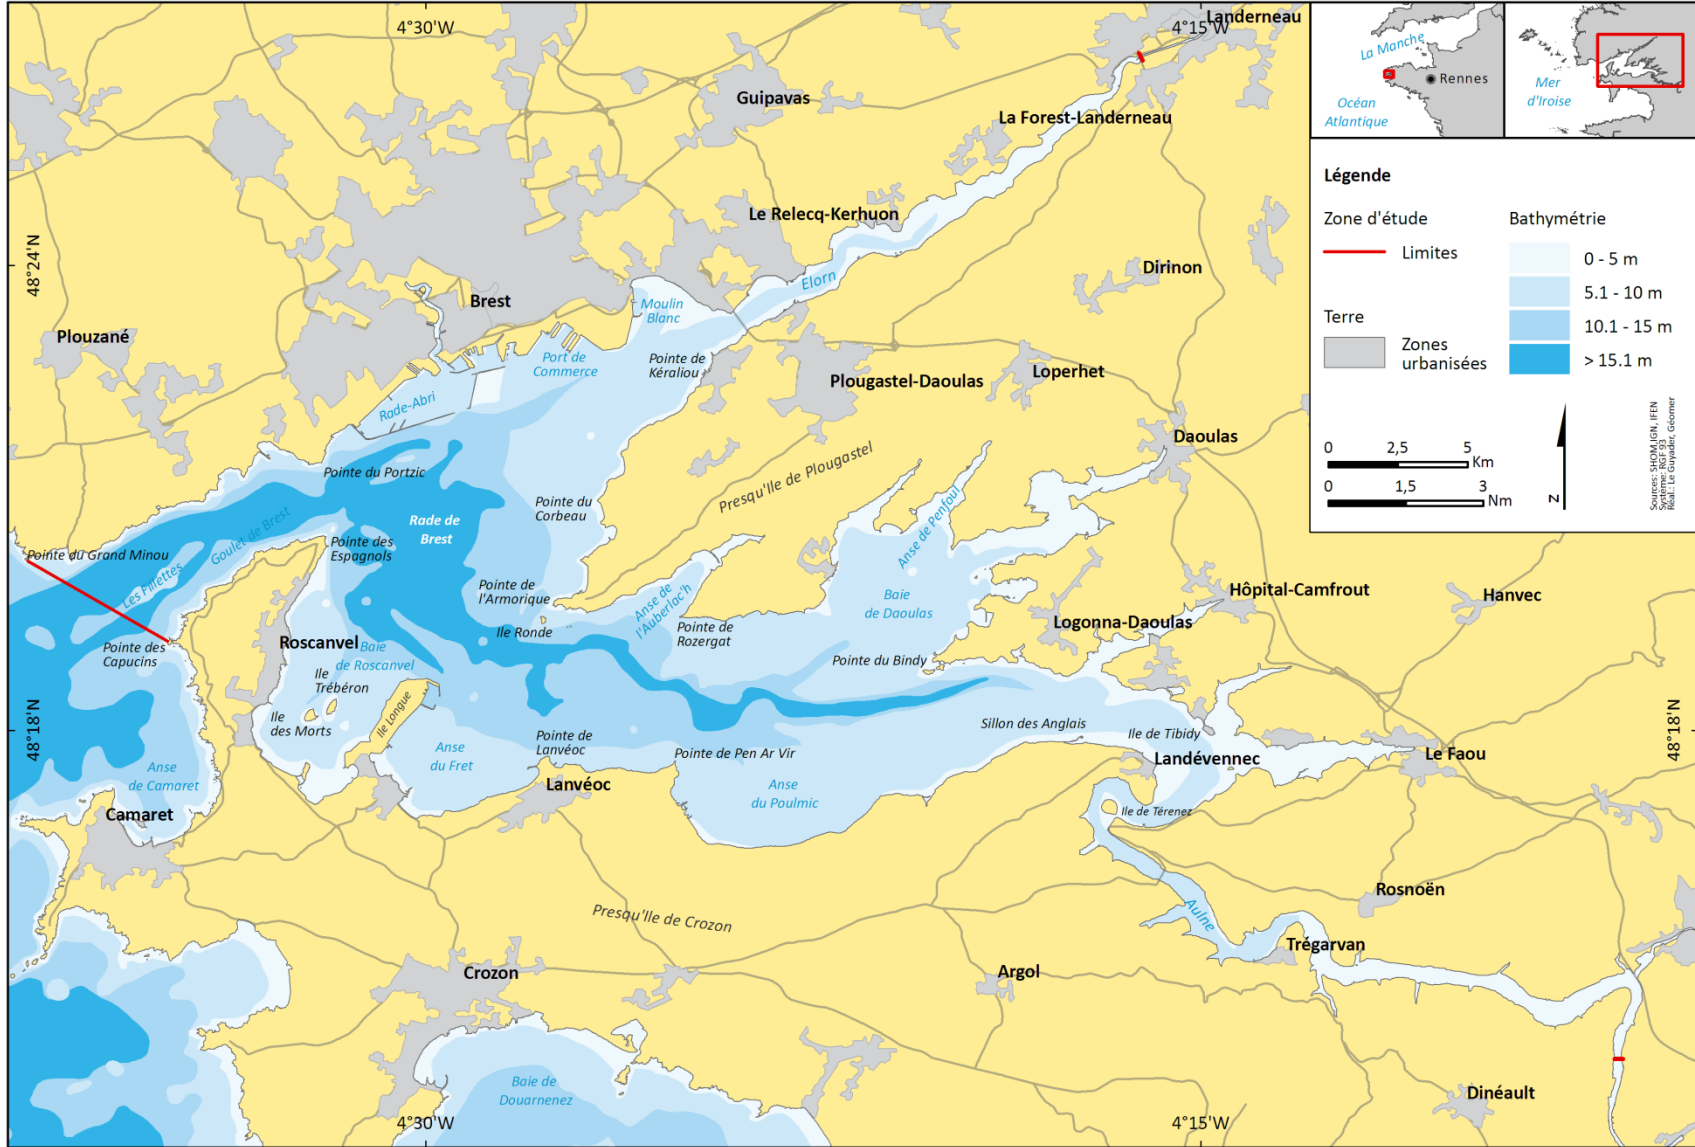 4°30'W
4°15'W
Landerneau
Guipavas
La Forest-Landerneau
Le Relecq-Kerhuon
Dirinon
48°24'N
Elorn
Moulin
Blanc
Brest
Plouzané
Port de
Commerce
Pointe de
Kéraliou
Plougastel-Daoulas
Loperhet
Rade-Abri
Daoulas
Pointe du Portzic
Presqu'Ile de Plougastel
Pointe du
Corbeau
Rade de
Brest
Goulet de Brest
Anse de Penfoul
Pointe du Grand Minou
Pointe des
Espagnols
Les Fillettes
Pointe de
l'Armorique
Anse de
l'Auberlac'h
Baie
de Daoulas
Hôpital-Camfrout
Hanvec
Ile Ronde
Pointe de
Rozergat
Logonna-Daoulas
Roscanvel
Pointe des
Capucins
Baie
de Roscanvel
Pointe du Bindy
Ile
Trébéron
Ile
des Morts
Ile Longue
Sillon des Anglais
Ile de Tibidy
48°18'N
48°18'N
Anse
du Fret
Pointe de
Lanvéoc
Pointe de Pen Ar Vir
Landévennec
Le Faou
Anse
de Camaret
Lanvéoc
Anse
du Poulmic
Camaret
Ile de Térenez
Rosnoën
Presqu'Ile de Crozon
Aulne
Trégarvan
Crozon
Argol
Baie de
Douarnenez
Dinéault
4°30'W
4°15'W
La Manche
Rennes
Océan
Atlantique
Mer
d'Iroise
Légende
Zone d'étude
Limites
Terre
Zones
urbanisées
Bathymétrie
0 - 5 m
5.1 - 10 m
10.1 - 15 m
> 15.1 m
0 2,5 5
Km
0 1,5 3
Nm
N
Sources: SHOM,IGN, IFEN
Système: RGF 93
Réal.: Le Guyader, Géomer